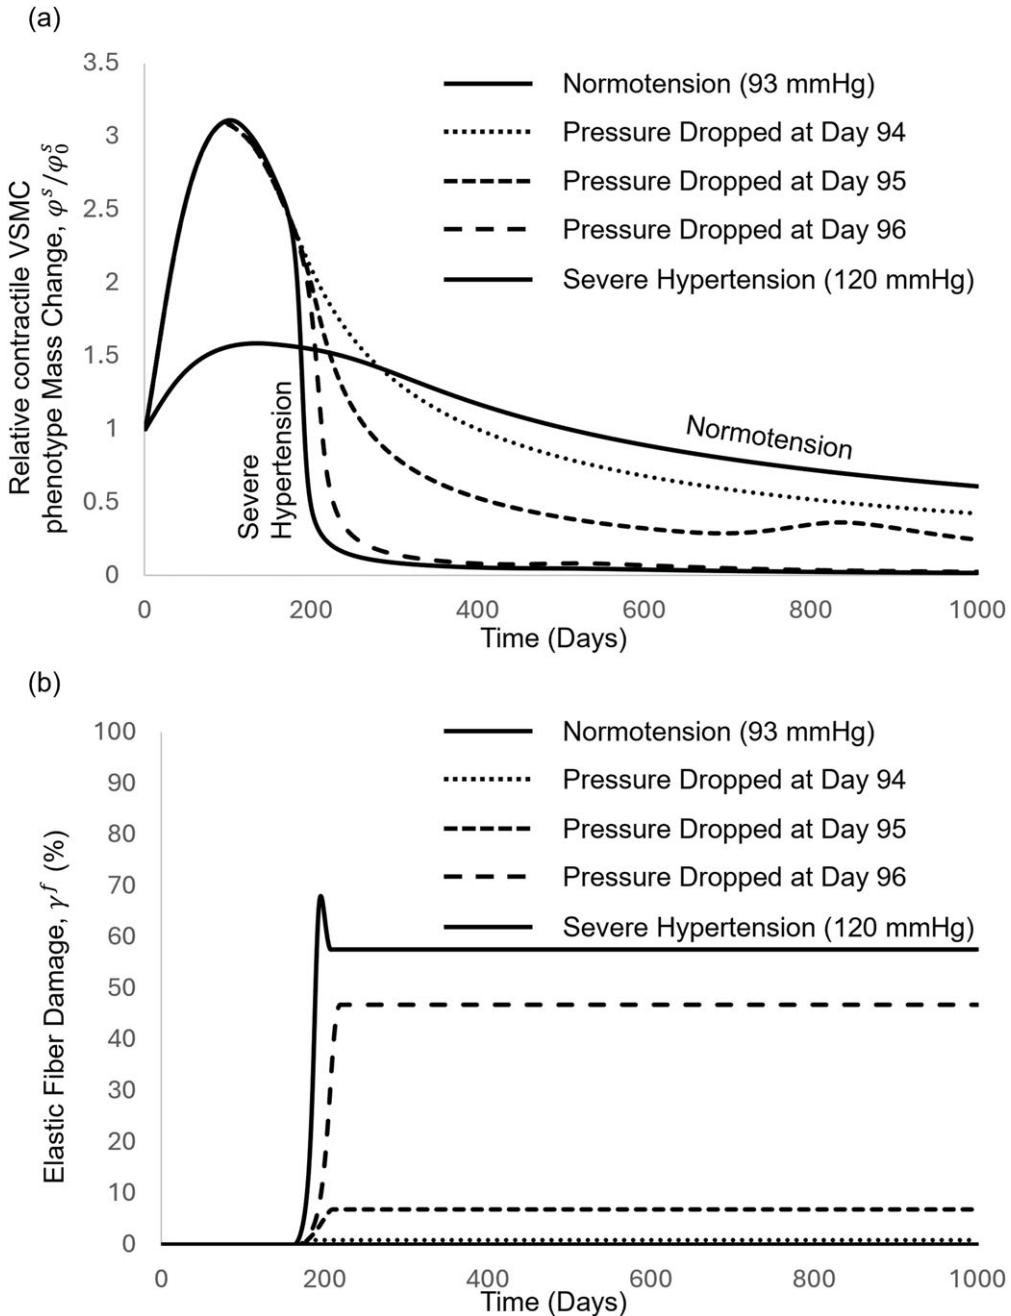 (a)
Relative contractile VSMC
phenotype Mass Change, φˢ/φ₀ˢ
3.5
3
2.5
2
1.5
1
0.5
0
Normotension (93 mmHg)
Pressure Dropped at Day 94
Pressure Dropped at Day 95
Pressure Dropped at Day 96
Severe Hypertension (120 mmHg)
Severe
Hypertension
Normotension
0 200 400 600 800 1000
Time (Days)
(b)
Elastic Fiber Damage, γᶠ (%)
100
90
80
70
60
50
40
30
20
10
0
Normotension (93 mmHg)
Pressure Dropped at Day 94
Pressure Dropped at Day 95
Pressure Dropped at Day 96
Severe Hypertension (120 mmHg)
0 200 400 600 800 1000
Time (Days)